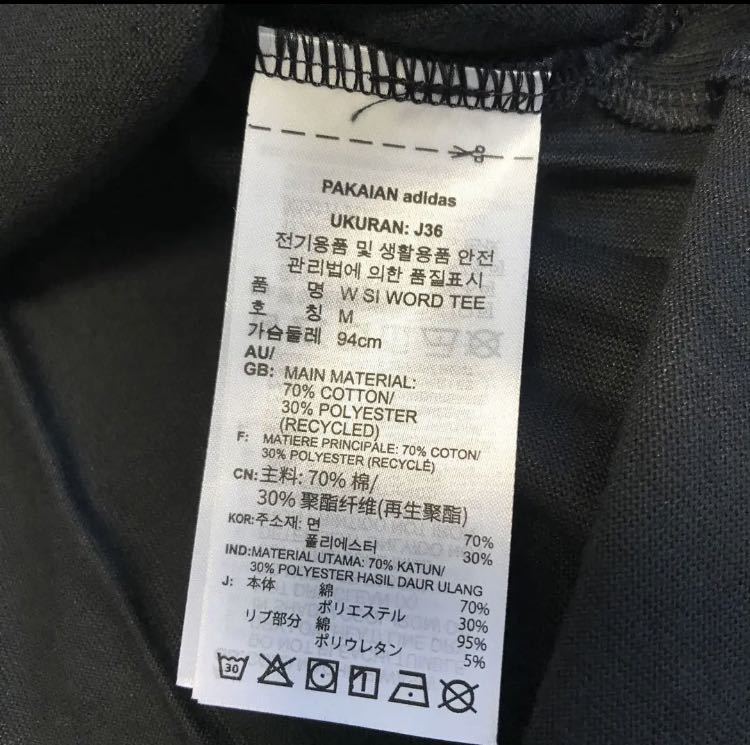 PAKAIAN adidas
UKURAN: J36
전기용품 및 생활용품 안전
관리법에 의한 품질표시
품 명 W SI WORD TEE
호 칭 M
가슴둘레 94cm
AU/
GB: MAIN MATERIAL:
70% COTTON/
30% POLYESTER
(RECYCLED)
F: MATIERE PRINCIPALE: 70% COTON/
30% POLYESTER (RECYCLÉ)
CN: 主料: 70% 棉/
30% 聚酯纤维(再生聚酯)
KOR: 주소재: 면 70%
폴리에스터 30%
IND: MATERIAL UTAMA: 70% KATUN/
30% POLYESTER HASIL DAUR ULANG
J: 本体 綿 70%
ポリエステル 30%
リブ部分 綿 95%
ポリウレタン 5%
30